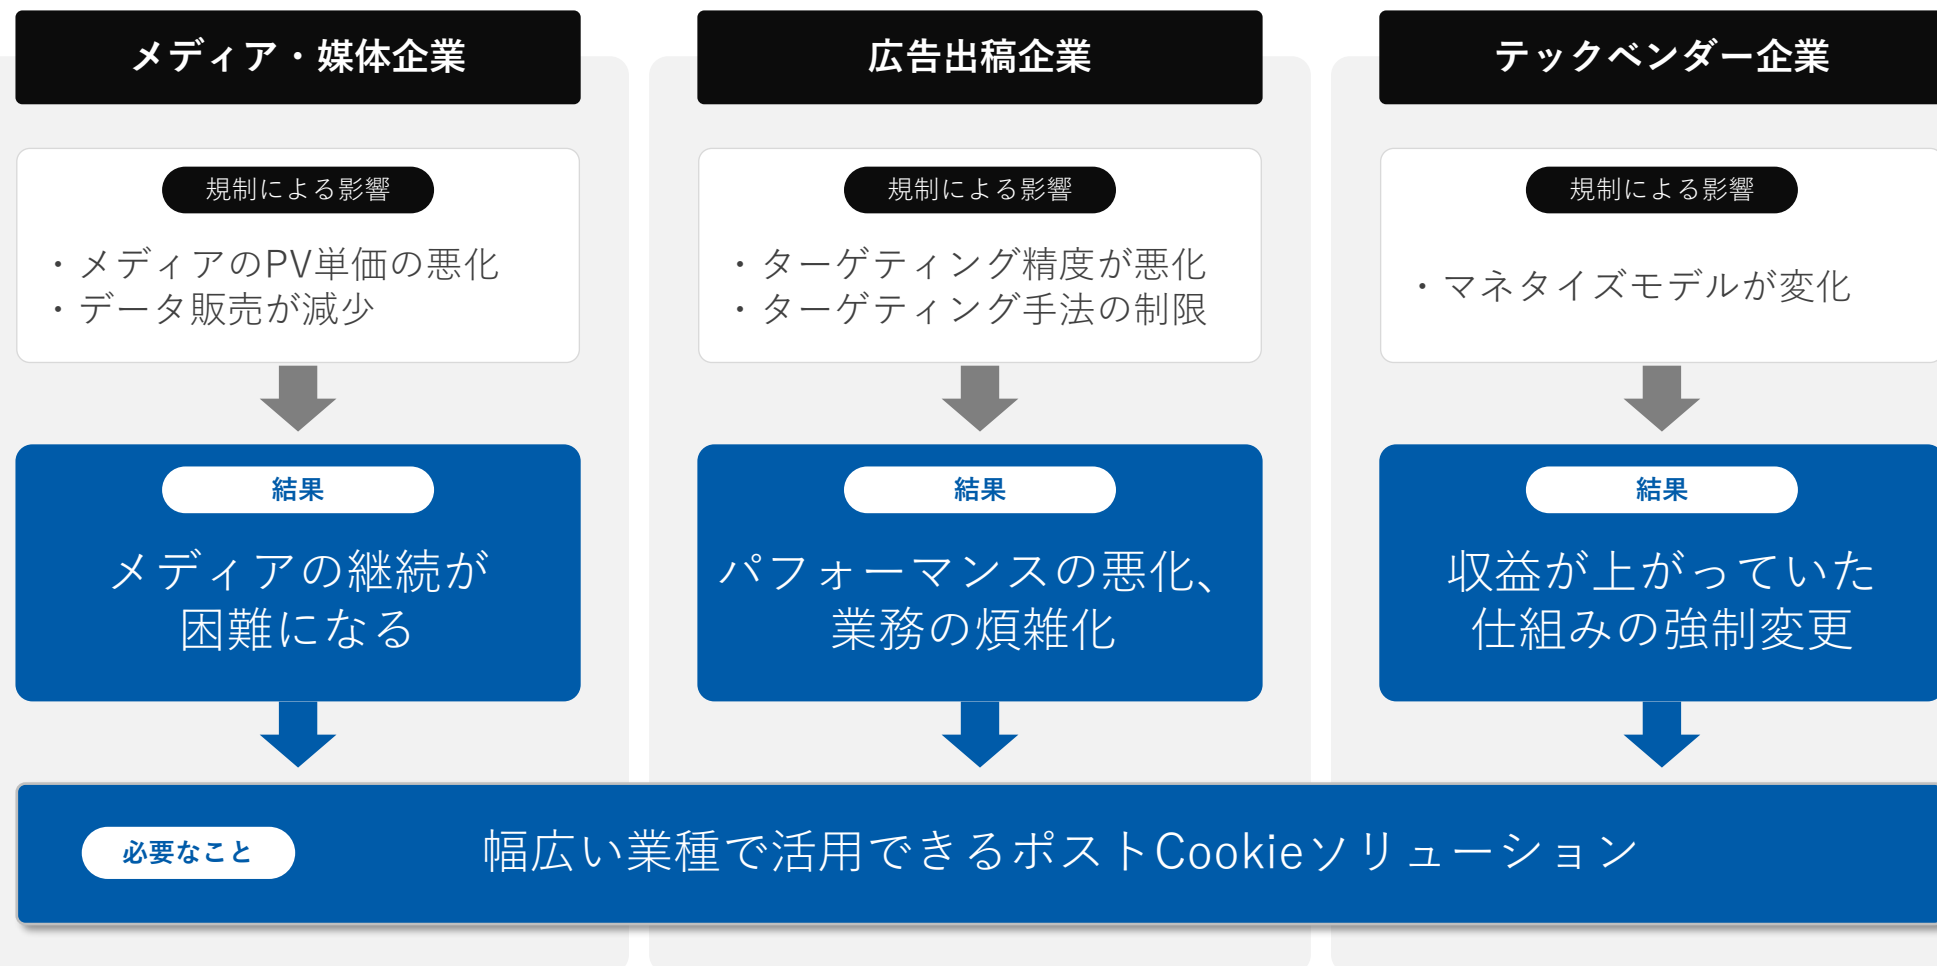 メディア・媒体企業
規制による影響
・メディアのPV単価の悪化
・データ販売が減少
結果
メディアの継続が
困難になる
広告出稿企業
規制による影響
・ターゲティング精度が悪化
・ターゲティング手法の制限
結果
パフォーマンスの悪化、
業務の煩雑化
テックベンダー企業
規制による影響
・マネタイズモデルが変化
結果
収益が上がっていた
仕組みの強制変更
必要なこと
幅広い業種で活用できるポストCookieソリューション